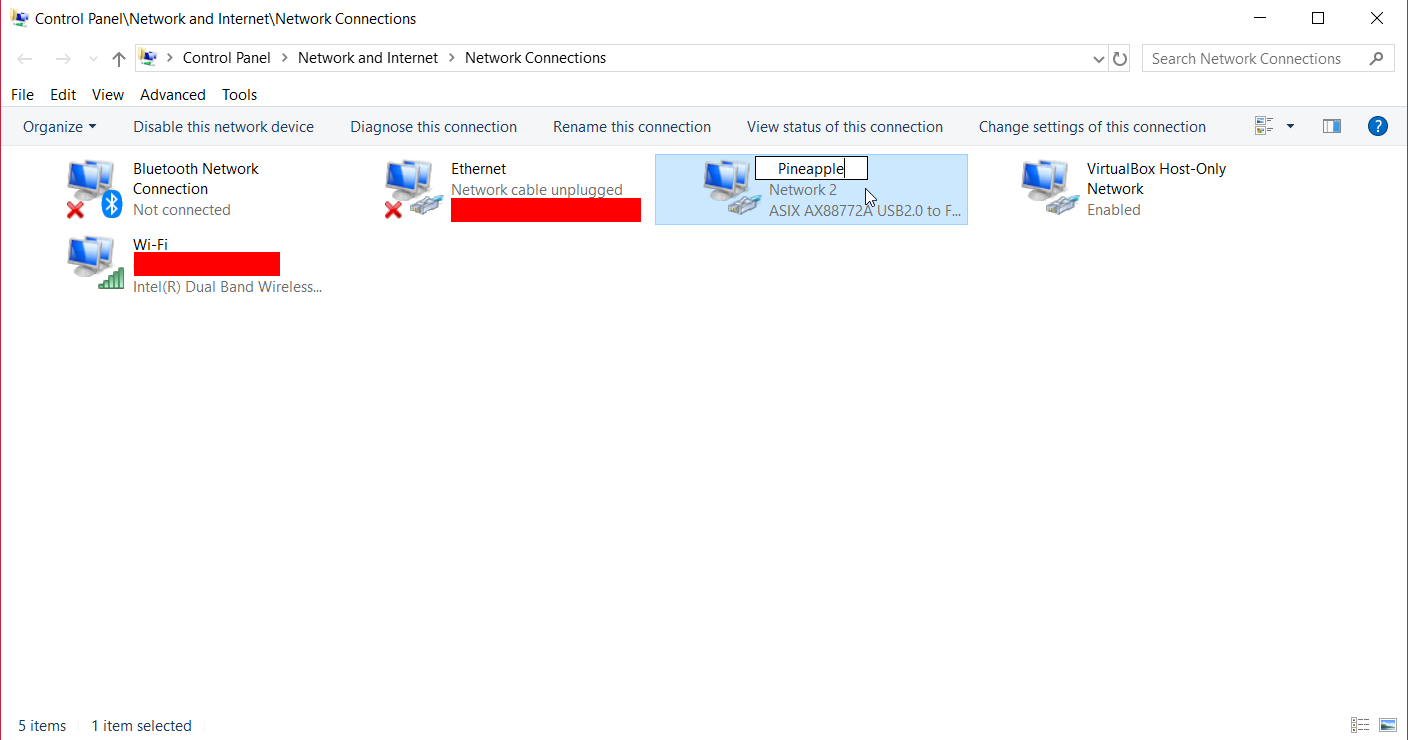 Control Panel\Network and Internet\Network Connections
Control Panel > Network and Internet > Network Connections
Search Network Connections
File Edit View Advanced Tools
Organize Disable this network device Diagnose this connection Rename this connection View status of this connection Change settings of this connection ?
Bluetooth Network
Connection
Not connected
Ethernet
Network cable unplugged
Pineapple
Network 2
ASIX AX88772A USB2.0 to F...
VirtualBox Host-Only
Network
Enabled
Wi-Fi
Intel(R) Dual Band Wireless...
5 items 1 item selected